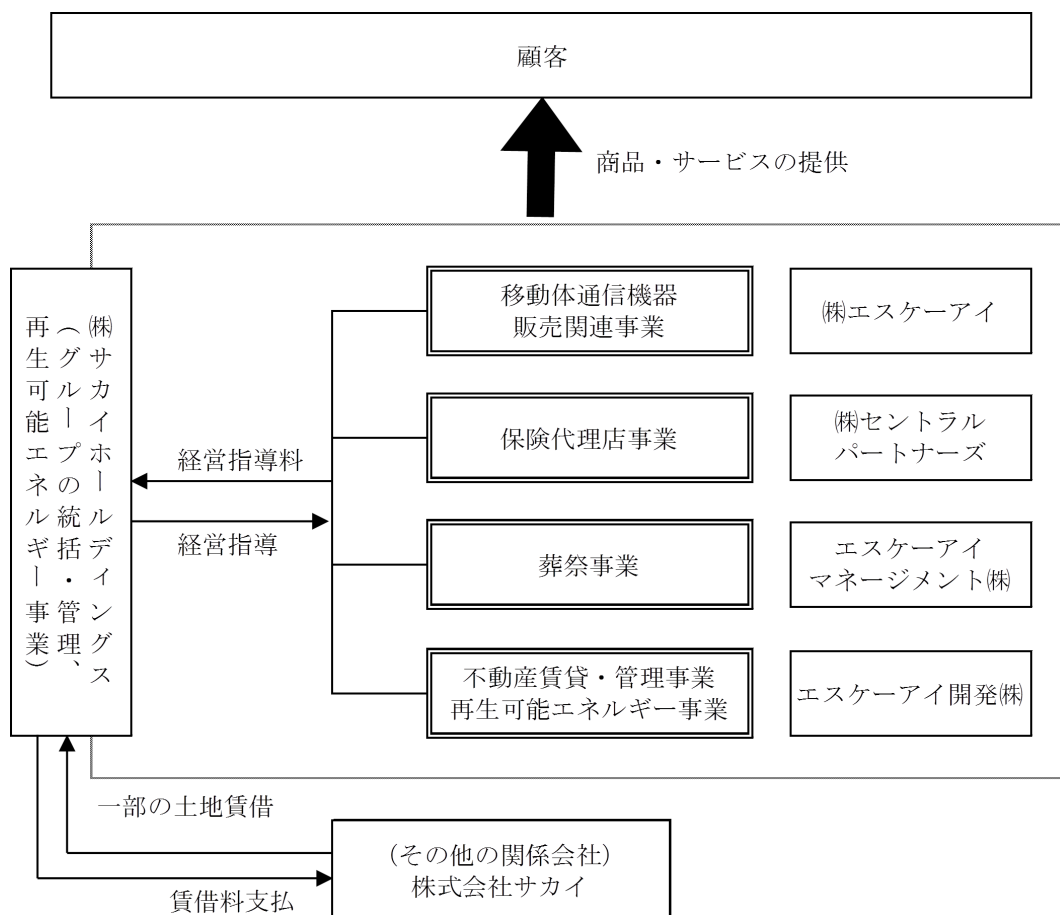 顧客
商品・サービスの提供
㈱サカイホールディングス
（グループの統括・管理、
再生可能エネルギー事業）
経営指導料
経営指導
移動体通信機器
販売関連事業
㈱エスケーアイ
保険代理店事業
㈱セントラル
パートナーズ
葬祭事業
エスケーアイ
マネージメント㈱
不動産賃貸・管理事業
再生可能エネルギー事業
エスケーアイ開発㈱
一部の土地賃借
賃借料支払
（その他の関係会社）
株式会社サカイ